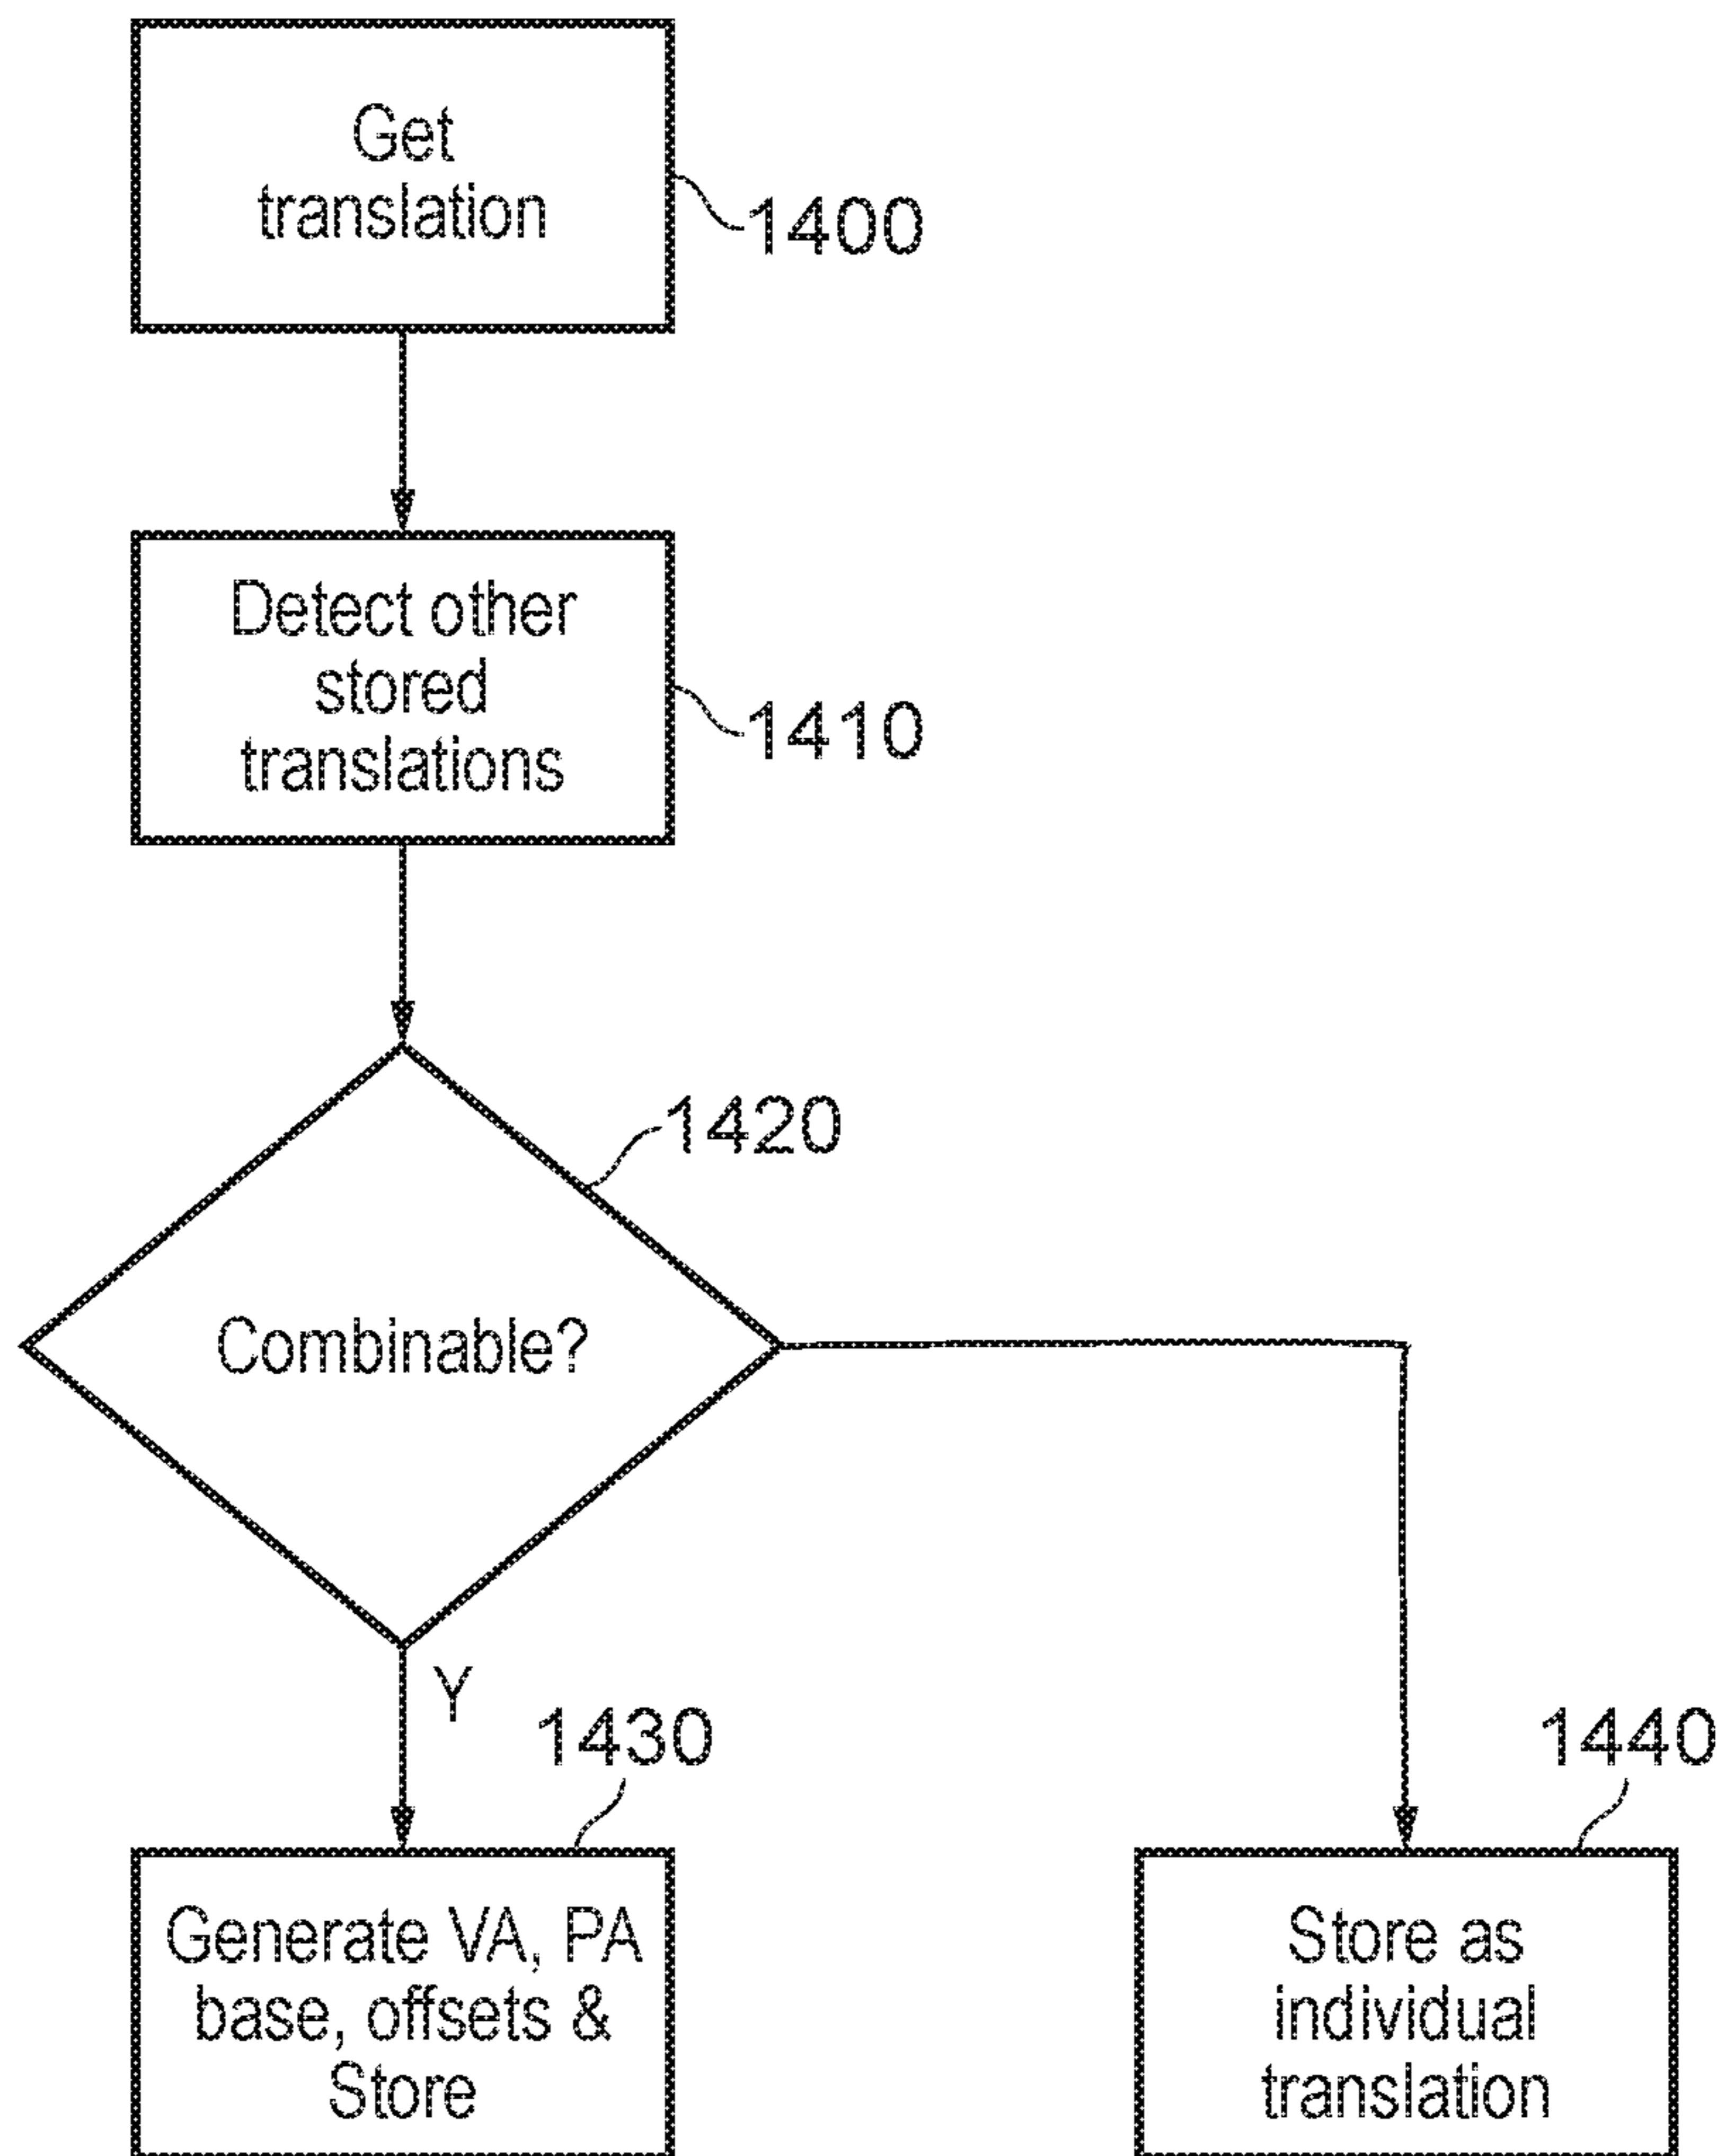 Get
translation
1400
Detect other
stored
translations
1410
1420
Combinable?
Y
1430
1440
Generate VA, PA
base, offsets &
Store
Store as
individual
translation